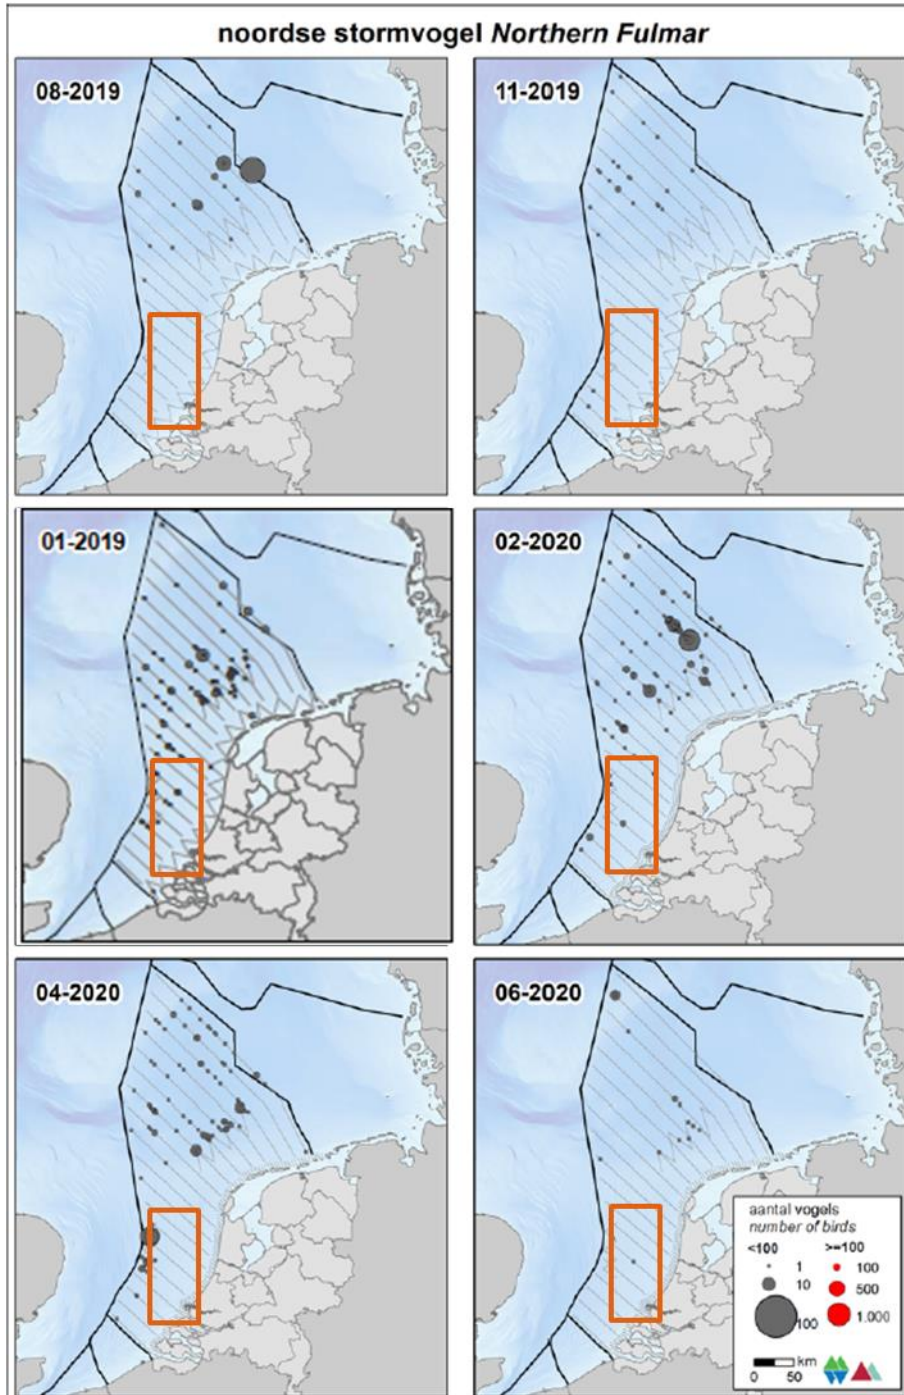 noordse stormvogel Northern Fulmar
08-2019
11-2019
01-2019
02-2020
04-2020
06-2020
aantal vogels
number of birds
<100 >=100
1 100
10 500
100 1.000
km
0 50